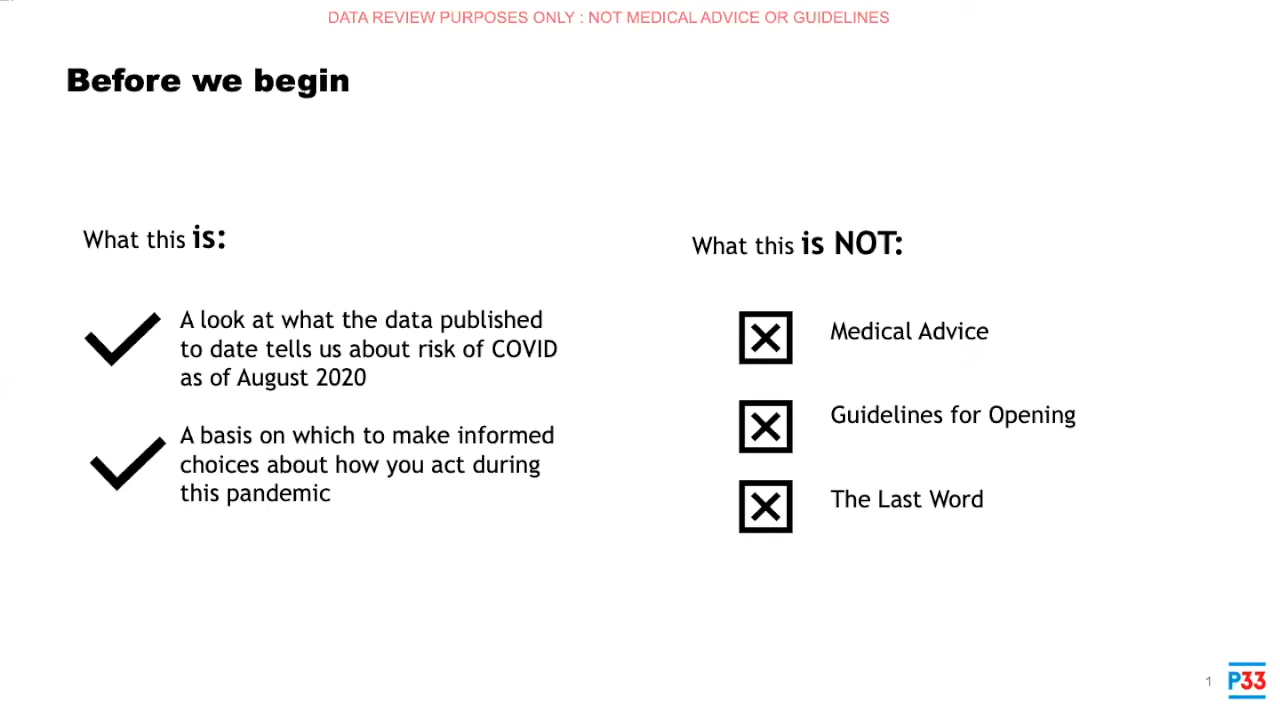 DATA REVIEW PURPOSES ONLY : NOT MEDICAL ADVICE OR GUIDELINES
Before we begin
What this is:
A look at what the data published
to date tells us about risk of COVID
as of August 2020
A basis on which to make informed
choices about how you act during
this pandemic
What this is NOT:
Medical Advice
Guidelines for Opening
The Last Word
1
P33